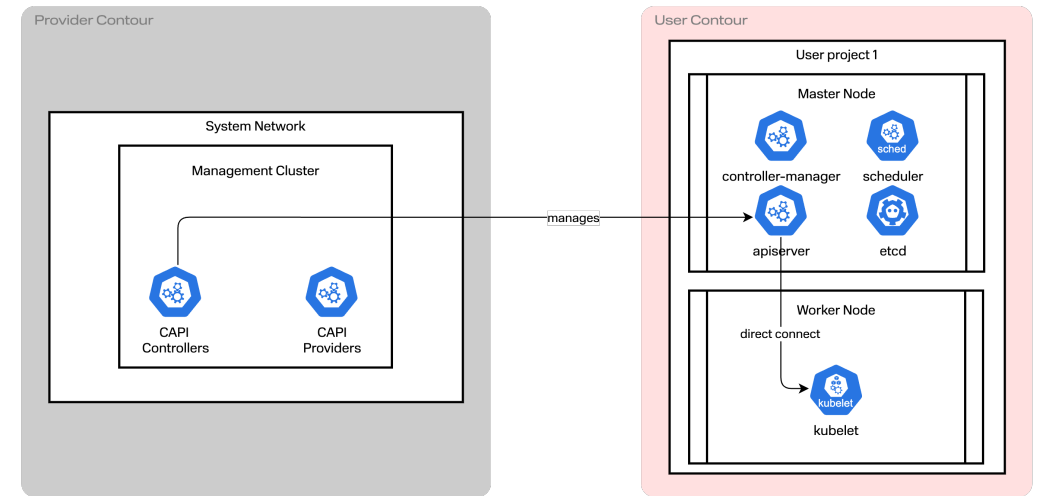 Provider Contour
System Network
Management Cluster
CAPI
Controllers
CAPI
Providers
manages
User Contour
User project 1
Master Node
controller-manager
sched
scheduler
apiserver
etcd
Worker Node
direct connect
kubelet
kubelet